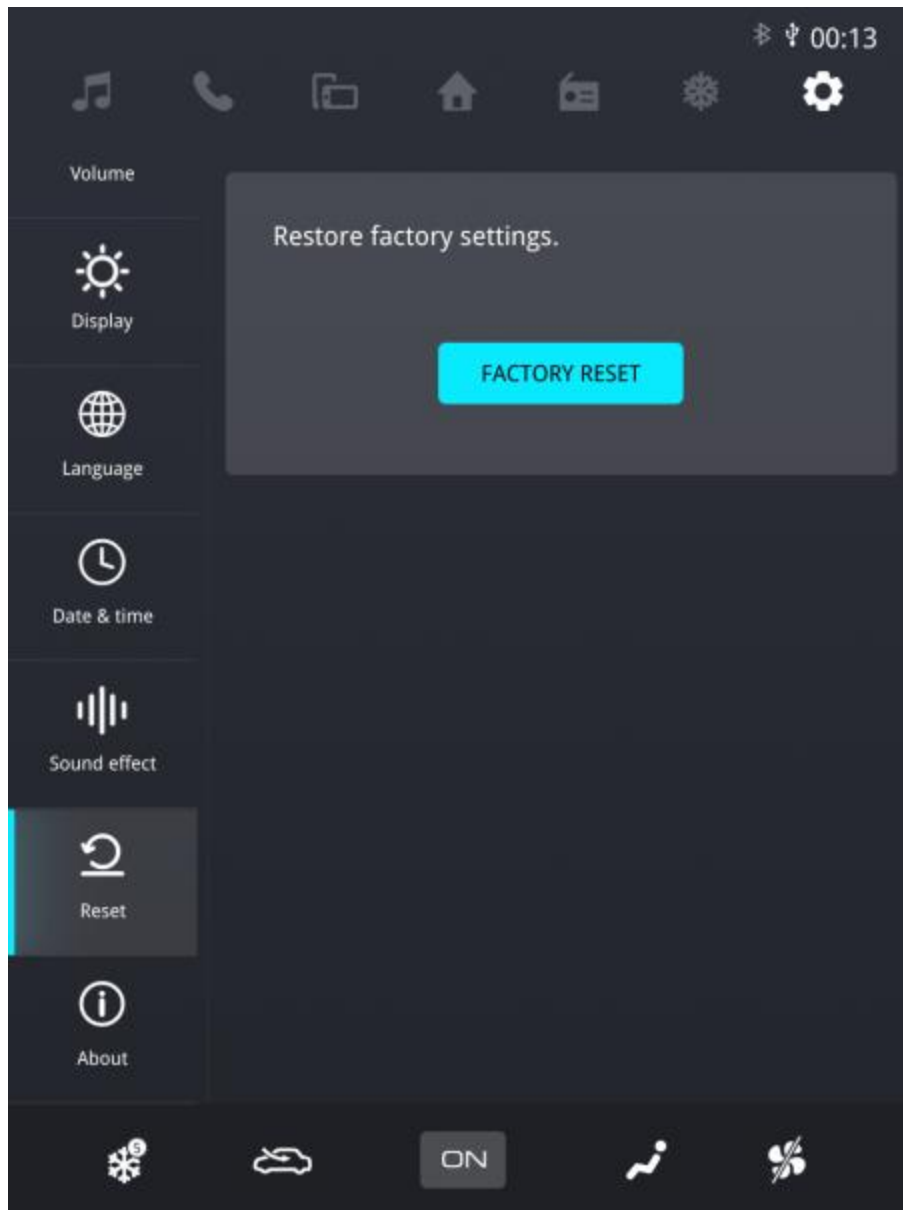 00:13
Volume
Restore factory settings.
Display
FACTORY RESET
Language
Date & time
Sound effect
Reset
About
S
ON